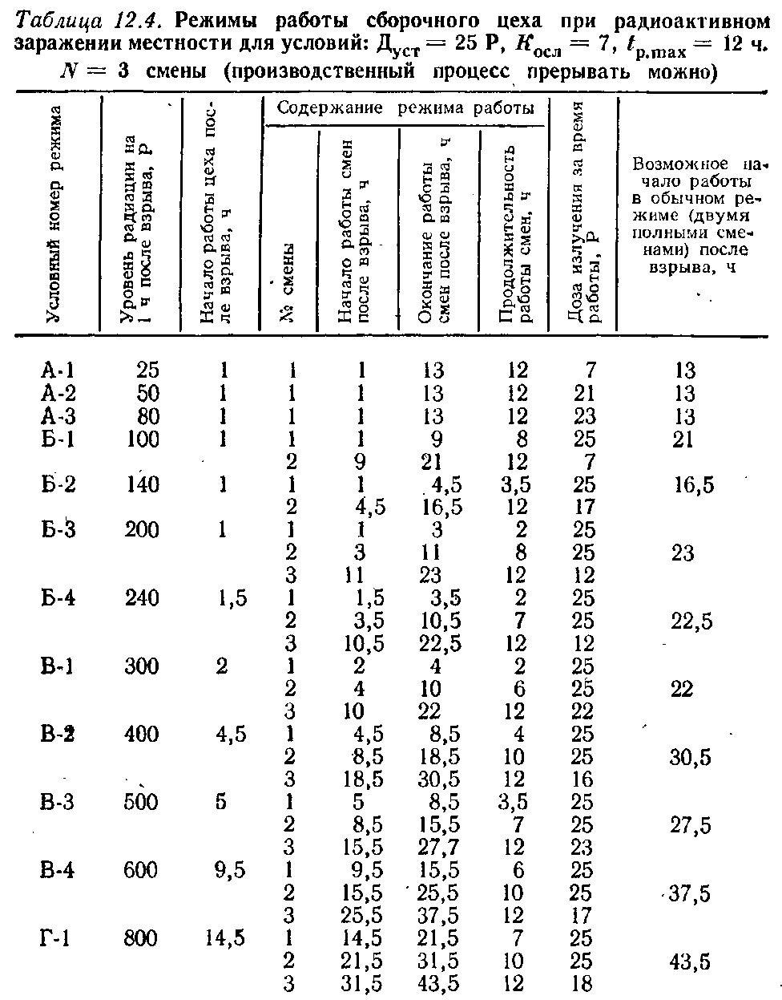 Таблица 12.4. Режимы работы сборочного цеха при радиоактивном
заражении местности для условий: Дуст = 25 Р, Косл = 7, tр.max = 12 ч.
N = 3 смены (производственный процесс прерывать можно)
Условный номер режима
Уровень радиации на
1 ч после взрыва, Р
Начало работы цеха пос-
ле взрыва, ч
Содержание режима работы
№ смены
Начало работы смен
после взрыва, ч
Окончание работы
смен после взрыва, ч
Продолжительность
работы смен, ч
Доза излучения за время
работы, Р
Возможное на-
чало работы
в обычном ре-
жиме (двумя
полными сме-
нами) после
взрыва, ч
А-1 25 1 1 1 13 12 7 13
А-2 50 1 1 1 13 12 21 13
А-3 80 1 1 1 13 12 23 13
Б-1 100 1 1 1 9 8 25 21
2 9 21 12 7
Б-2 140 1 1 1 4,5 3,5 25 16,5
2 4,5 16,5 12 17
Б-3 200 1 1 1 3 2 25
2 3 11 8 25 23
3 11 23 12 12
Б-4 240 1,5 1 1,5 3,5 2 25
2 3,5 10,5 7 25 22,5
3 10,5 22,5 12 12
В-1 300 2 1 2 4 2 25
2 4 10 6 25 22
3 10 22 12 22
В-2 400 4,5 1 4,5 8,5 4 25
2 8,5 18,5 10 25 30,5
3 18,5 30,5 12 16
В-3 500 5 1 5 8,5 3,5 25
2 8,5 15,5 7 25 27,5
3 15,5 27,7 12 23
В-4 600 9,5 1 9,5 15,5 6 25
2 15,5 25,5 10 25 37,5
3 25,5 37,5 12 17
Г-1 800 14,5 1 14,5 21,5 7 25
2 21,5 31,5 10 25 43,5
3 31,5 43,5 12 18